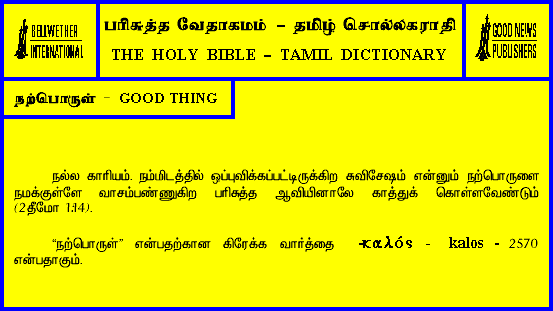 BELLWETHER
INTERNATIONAL
பரிசுத்த வேதாகமம் – தமிழ் சொல்லகராதி
THE HOLY BIBLE – TAMIL DICTIONARY
GOOD NEWS
PUBLISHERS
நற்பொருள் – GOOD THING
நல்ல காரியம். நம்மிடத்தில் ஒப்புவிக்கப்பட்டிருக்கிற சுவிசேஷம் என்னும் நற்பொருளை
நமக்குள்ளே வாசம்பண்ணுகிற பரிசுத்த ஆவியினாலே காத்துக் கொள்ளவேண்டும்
(2தீமோ 1:14).
“நற்பொருள்” என்பதற்கான கிரேக்க வார்த்தை -καλός - kalos - 2570
என்பதாகும்.